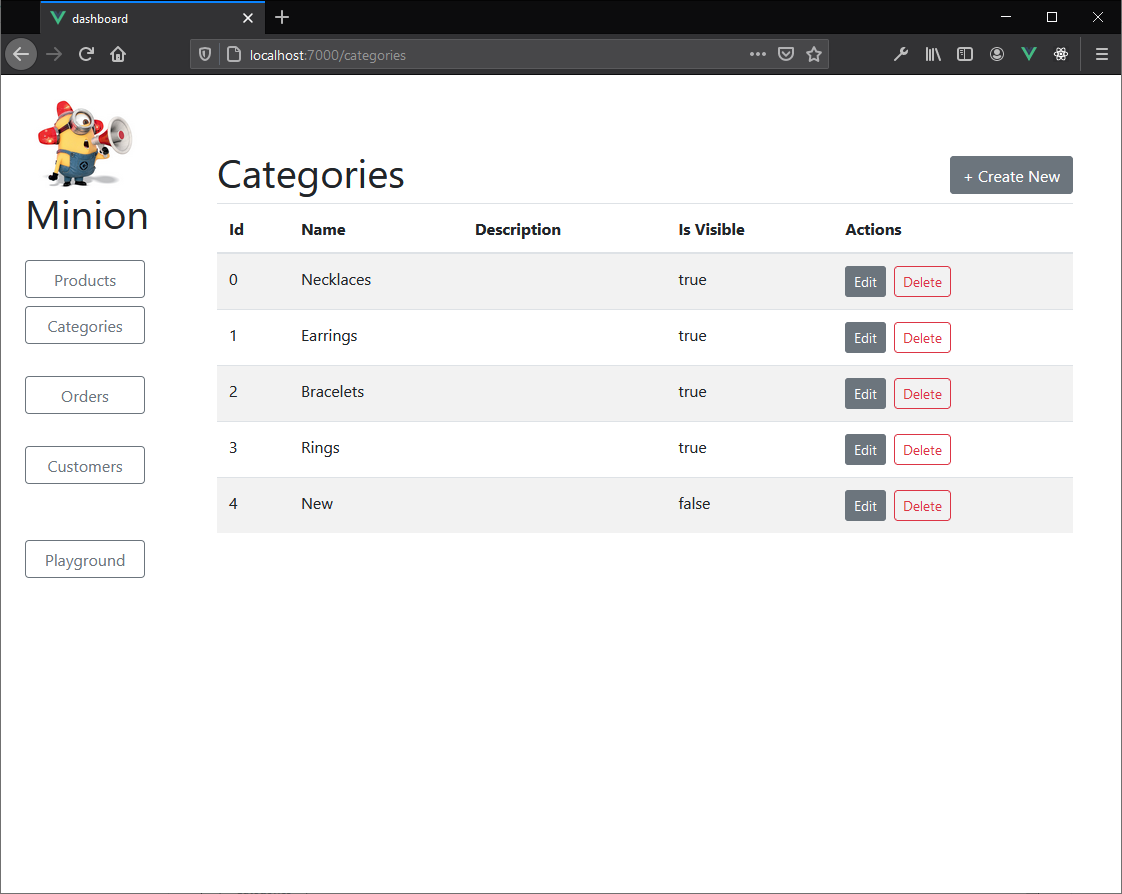 dashboard
localhost:7000/categories
Minion
Products
Categories
Orders
Customers
Playground
Categories
+ Create New
Id Name Description Is Visible Actions
0 Necklaces true Edit Delete
1 Earrings true Edit Delete
2 Bracelets true Edit Delete
3 Rings true Edit Delete
4 New false Edit Delete